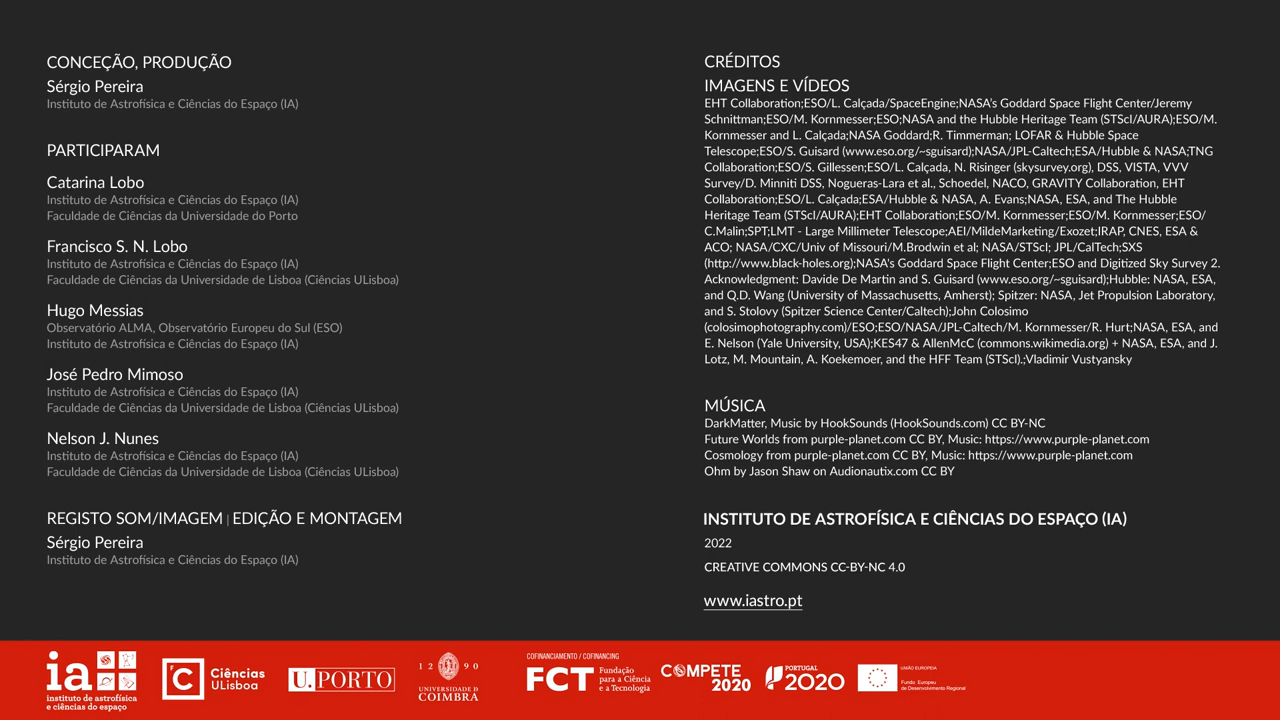 CONCEÇÃO, PRODUÇÃO
Sérgio Pereira
Instituto de Astrofísica e Ciências do Espaço (IA)
PARTICIPARAM
Catarina Lobo
Instituto de Astrofísica e Ciências do Espaço (IA)
Faculdade de Ciências da Universidade do Porto
Francisco S. N. Lobo
Instituto de Astrofísica e Ciências do Espaço (IA)
Faculdade de Ciências da Universidade de Lisboa (Ciências ULisboa)
Hugo Messias
Observatório ALMA, Observatório Europeu do Sul (ESO)
Instituto de Astrofísica e Ciências do Espaço (IA)
José Pedro Mimoso
Instituto de Astrofísica e Ciências do Espaço (IA)
Faculdade de Ciências da Universidade de Lisboa (Ciências ULisboa)
Nelson J. Nunes
Instituto de Astrofísica e Ciências do Espaço (IA)
Faculdade de Ciências da Universidade de Lisboa (Ciências ULisboa)
REGISTO SOM/IMAGEM | EDIÇÃO E MONTAGEM
Sérgio Pereira
Instituto de Astrofísica e Ciências do Espaço (IA)
CRÉDITOS
IMAGENS E VÍDEOS
EHT Collaboration;ESO/L. Calçada/SpaceEngine;NASA's Goddard Space Flight Center/Jeremy
Schnittman;ESO/M. Kornmesser;ESO;NASA and the Hubble Heritage Team (STScI/AURA);ESO/M.
Kornmesser and L. Calçada;NASA Goddard;R. Timmerman; LOFAR & Hubble Space
Telescope;ESO/S. Guisard (www.eso.org/~sguisard);NASA/JPL-Caltech;ESA/Hubble & NASA;TNG
Collaboration;ESO/S. Gillessen;ESO/L. Calçada, N. Risinger (skysurvey.org), DSS, VISTA, VVV
Survey/D. Minniti DSS, Nogueras-Lara et al., Schoedel, NACO, GRAVITY Collaboration, EHT
Collaboration;ESO/L. Calçada;ESA/Hubble & NASA, A. Evans;NASA, ESA, and The Hubble
Heritage Team (STScI/AURA);EHT Collaboration;ESO/M. Kornmesser;ESO/M. Kornmesser;ESO/
C.Malin;SPT;LMT - Large Millimeter Telescope;AEI/MildeMarketing/Exozet;IRAP, CNES, ESA &
ACO; NASA/CXC/Univ of Missouri/M.Brodwin et al; NASA/STScI; JPL/CalTech;SXS
(http://www.black-holes.org);NASA's Goddard Space Flight Center;ESO and Digitized Sky Survey 2.
Acknowledgment: Davide De Martin and S. Guisard (www.eso.org/~sguisard);Hubble: NASA, ESA,
and Q.D. Wang (University of Massachusetts, Amherst); Spitzer: NASA, Jet Propulsion Laboratory,
and S. Stolovy (Spitzer Science Center/Caltech);John Colosimo
(colosimophotography.com)/ESO;ESO/NASA/JPL-Caltech/M. Kornmesser/R. Hurt;NASA, ESA, and
E. Nelson (Yale University, USA);KES47 & AllenMcC (commons.wikimedia.org) + NASA, ESA, and J.
Lotz, M. Mountain, A. Koekemoer, and the HFF Team (STScI).;Vladimir Vustyansky
MÚSICA
DarkMatter, Music by HookSounds (HookSounds.com) CC BY-NC
Future Worlds from purple-planet.com CC BY, Music: https://www.purple-planet.com
Cosmology from purple-planet.com CC BY, Music: https://www.purple-planet.com
Ohm by Jason Shaw on Audionautix.com CC BY
INSTITUTO DE ASTROFÍSICA E CIÊNCIAS DO ESPAÇO (IA)
2022
CREATIVE COMMONS CC-BY-NC 4.0
www.iastro.pt
ia
instituto de astrofísica
e ciências do espaço
FC
Ciências
ULisboa
U.PORTO
12 90
UNIVERSIDADE D
COIMBRA
COFINANCIAMENTO / COFINANCING
FCT Fundação
para a Ciência
e a Tecnologia
COMPETE
2020
PORTUGAL
2020
UNIÃO EUROPEIA
Fundo Europeu
de Desenvolvimento Regional